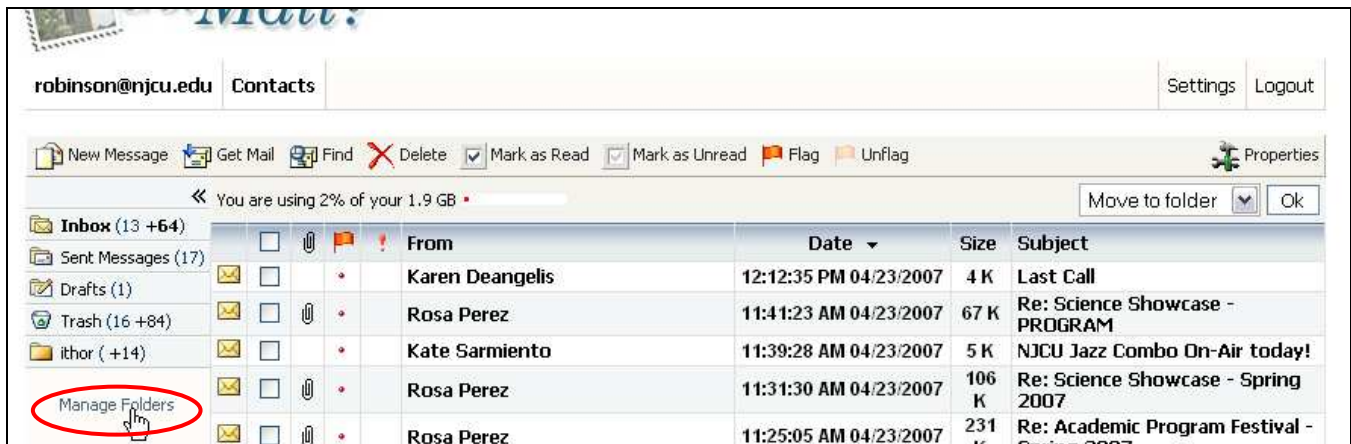 Mail!
robinson@njcu.edu Contacts Settings Logout
New Message Get Mail Find Delete Mark as Read Mark as Unread Flag Unflag Properties
« You are using 2% of your 1.9 GB Move to folder Ok
Inbox (13 +64)
Sent Messages (17)
Drafts (1)
Trash (16 +84)
ithor ( +14)
Manage Folders
From Date Size Subject
Karen Deangelis 12:12:35 PM 04/23/2007 4 K Last Call
Rosa Perez 11:41:23 AM 04/23/2007 67 K Re: Science Showcase -
PROGRAM
Kate Sarmiento 11:39:28 AM 04/23/2007 5 K NJCU Jazz Combo On-Air today!
Rosa Perez 11:31:30 AM 04/23/2007 106 K Re: Science Showcase - Spring
2007
Rosa Perez 11:25:05 AM 04/23/2007 231 Re: Academic Program Festival -